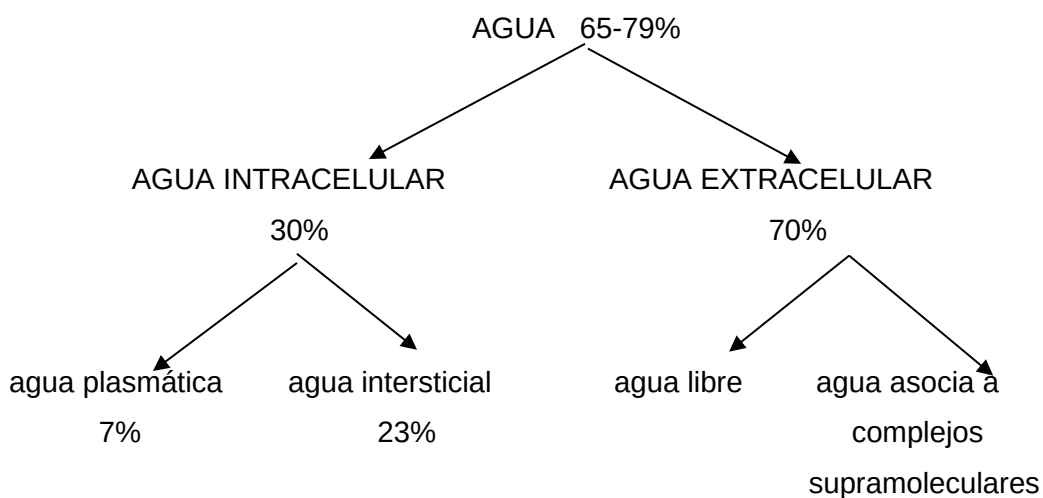 AGUA 65-79%
AGUA INTRACELULAR
30%
AGUA EXTRACELULAR
70%
agua plasmática
7%
agua intersticial
23%
agua libre
agua asocia a
complejos
supramoleculares